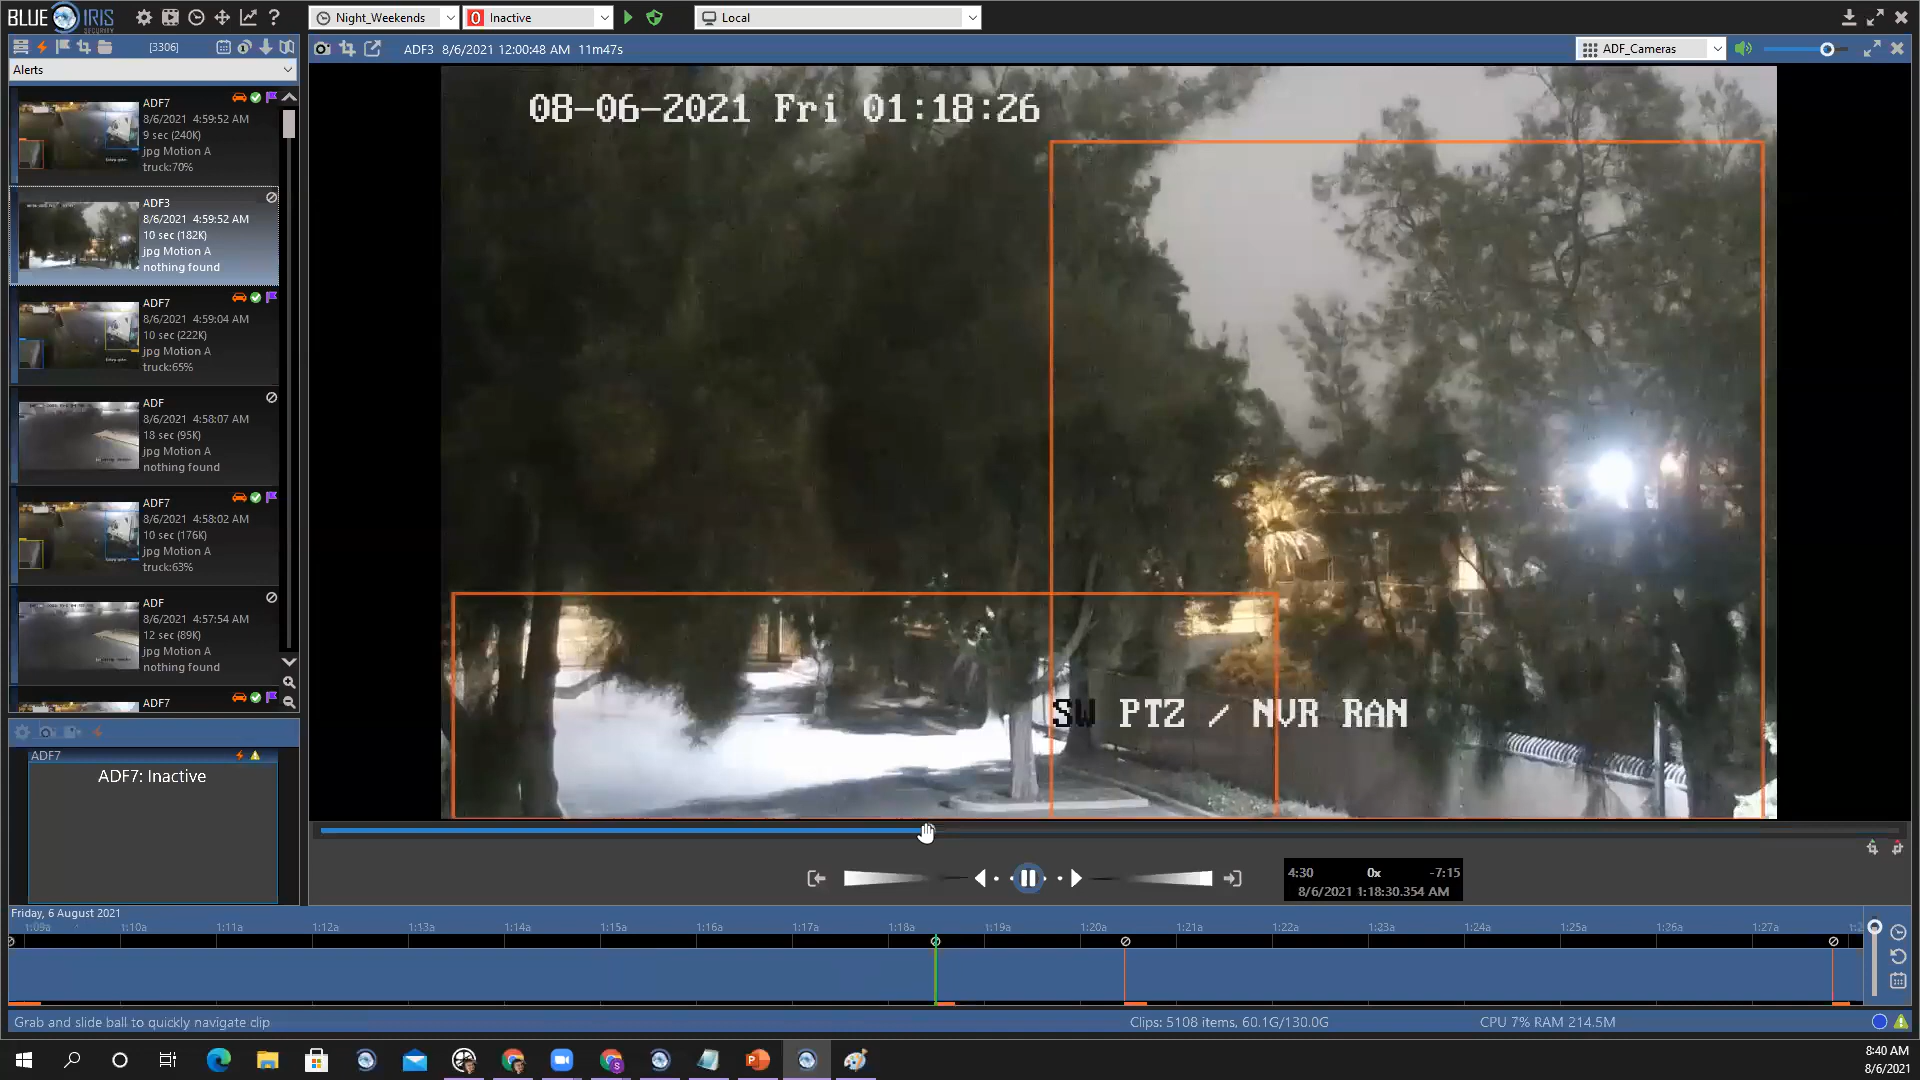 BLUE IRIS
SECURITY
Night_Weekends
0 Inactive
Local
[3306]
ADF3 8/6/2021 12:00:48 AM 11m47s
ADF_Cameras
Alerts
ADF7
8/6/2021 4:59:52 AM
9 sec (240K)
jpg Motion A
truck:70%
ADF3
8/6/2021 4:59:52 AM
10 sec (182K)
jpg Motion A
nothing found
ADF7
8/6/2021 4:59:04 AM
10 sec (222K)
jpg Motion A
truck:65%
ADF
8/6/2021 4:58:07 AM
18 sec (95K)
jpg Motion A
nothing found
ADF7
8/6/2021 4:58:02 AM
10 sec (176K)
jpg Motion A
truck:63%
ADF
8/6/2021 4:57:54 AM
12 sec (89K)
jpg Motion A
nothing found
ADF7
08-06-2021 Fri 01:18:26
SW PTZ / NVR RAN
ADF7
ADF7: Inactive
4:30 0x -7:15
8/6/2021 1:18:30.354 AM
Friday, 6 August 2021
1:09a 1:10a 1:11a 1:12a 1:13a 1:14a 1:15a 1:16a 1:17a 1:18a 1:19a 1:20a 1:21a 1:22a 1:23a 1:24a 1:25a 1:26a 1:27a
Grab and slide ball to quickly navigate clip
Clips: 5108 items, 60.1G/130.0G
CPU 7% RAM 214.5M
8:40 AM
8/6/2021